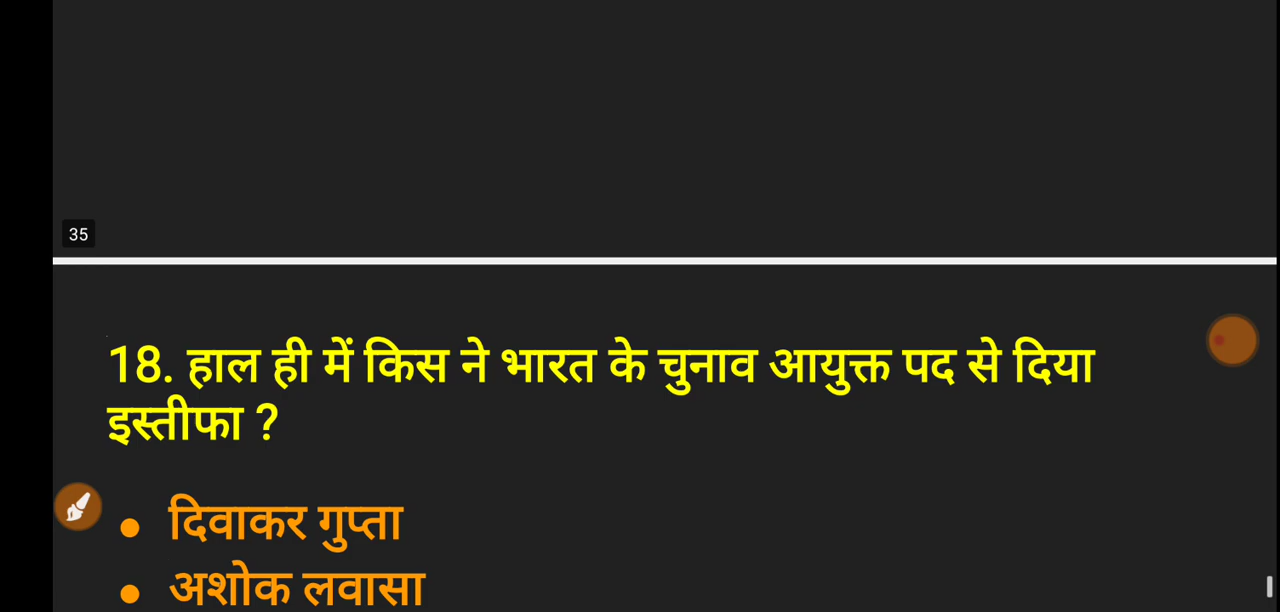 35
18. हाल ही में किस ने भारत के चुनाव आयुक्त पद से दिया
इस्तीफा ?
• दिवाकर गुप्ता
• अशोक लवासा